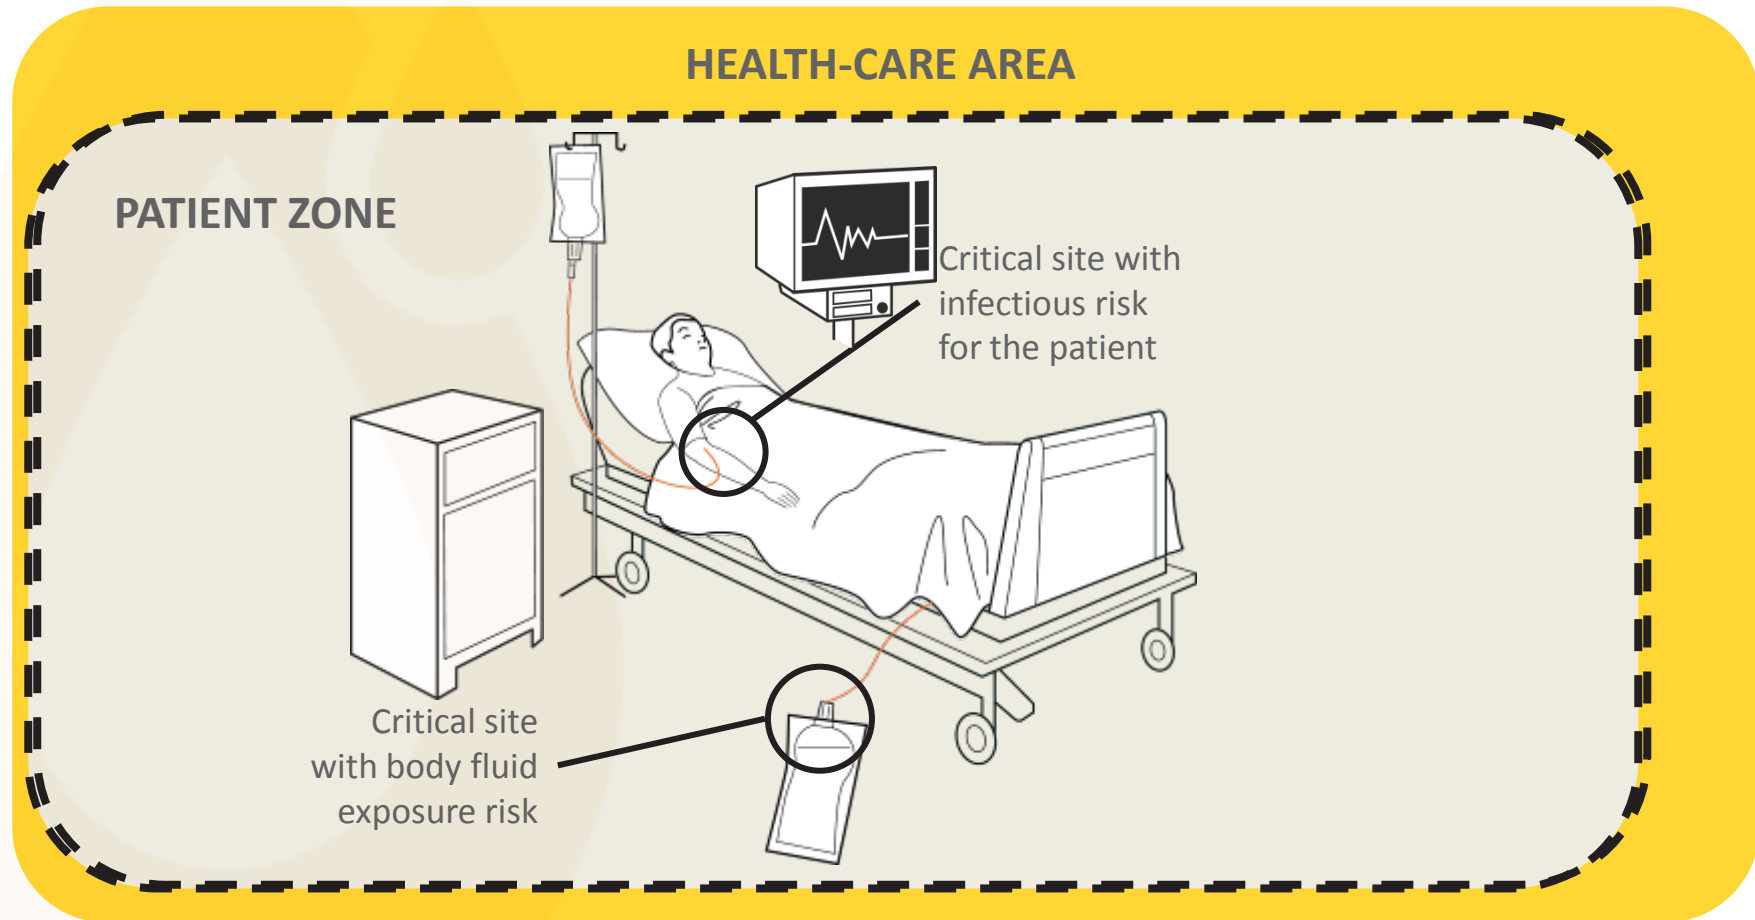 HEALTH-CARE AREA
PATIENT ZONE
Critical site with
infectious risk
for the patient
Critical site
with body fluid
exposure risk